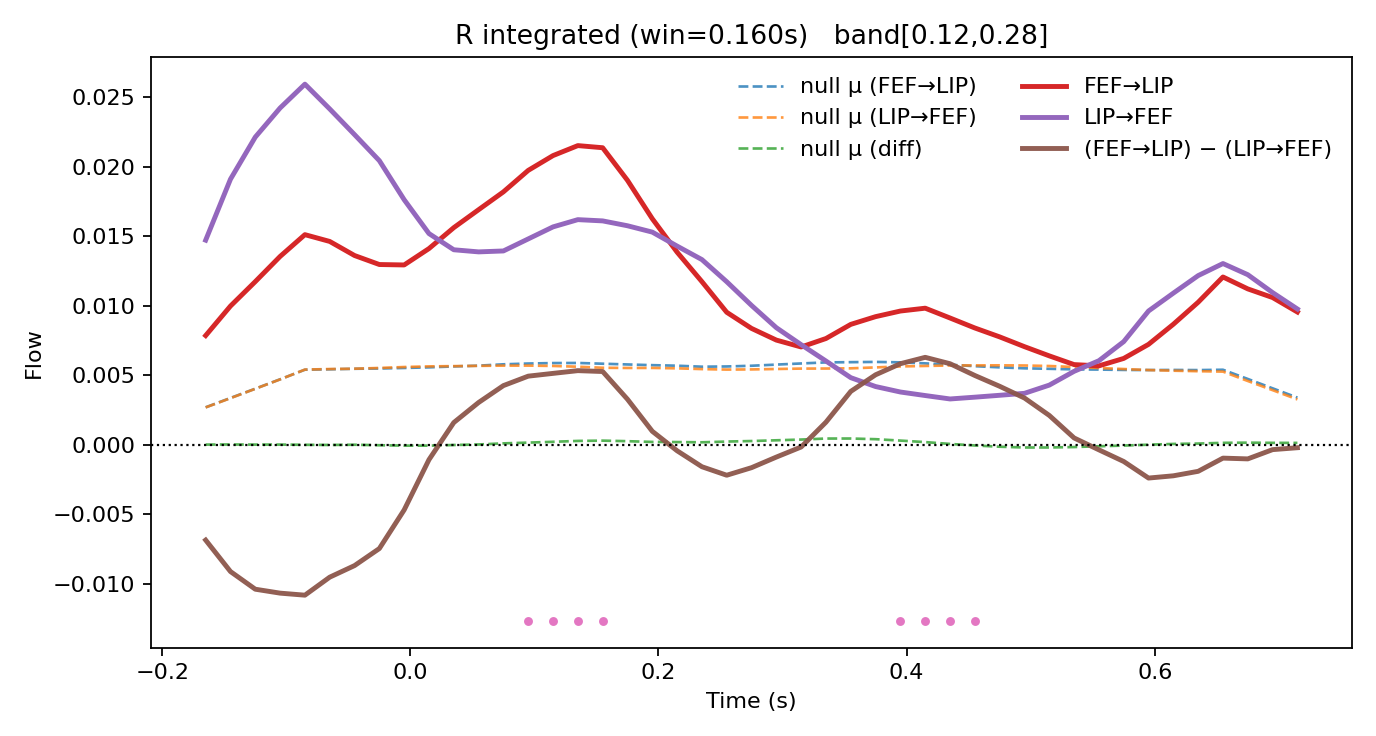 R integrated (win=0.160s)   band[0.12,0.28]
null μ (FEF→LIP)
null μ (LIP→FEF)
null μ (diff)
FEF→LIP
LIP→FEF
(FEF→LIP) − (LIP→FEF)
Flow
0.025
0.020
0.015
0.010
0.005
0.000
−0.005
−0.010
−0.2
0.0
0.2
0.4
0.6
Time (s)